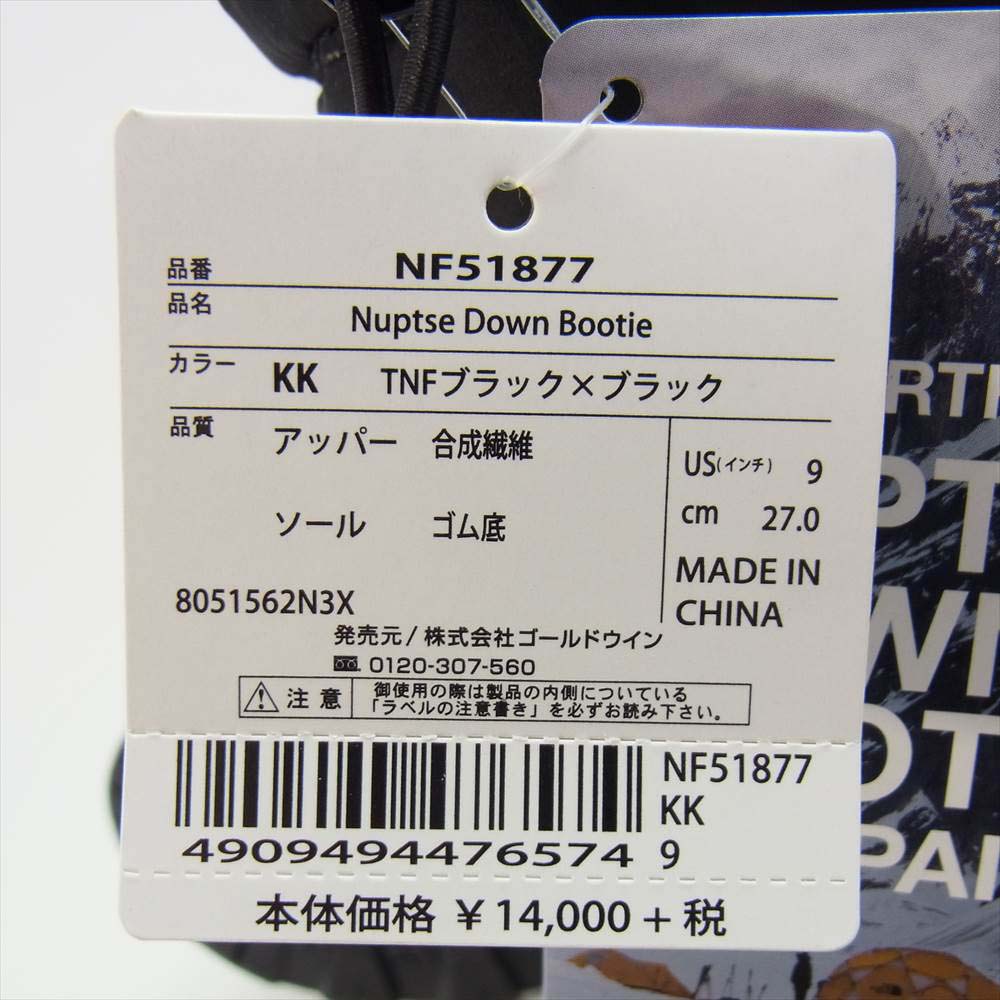 品番 NF51877
品名 Nuptse Down Bootie
カラー KK TNFブラック×ブラック
品質 アッパー 合成繊維
ソール ゴム底
US(インチ) 9
cm 27.0
MADE IN
CHINA
8051562N3X
発売元/株式会社ゴールドウイン
0120-307-560
注意 御使用の際は製品の内側についている
「ラベルの注意書き」を必ずお読み下さい。
NF51877
KK
4909494476574 9
本体価格 ¥14,000+税